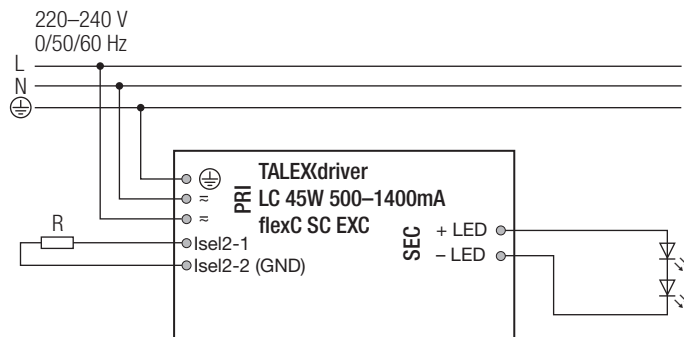 220–240 V
0/50/60 Hz
L
N
TALEXXdriver
LC 45W 500–1400mA
flexC SC EXC
PRI
≂
≂
R
Isel2-1
Isel2-2 (GND)
SEC
+ LED
– LED